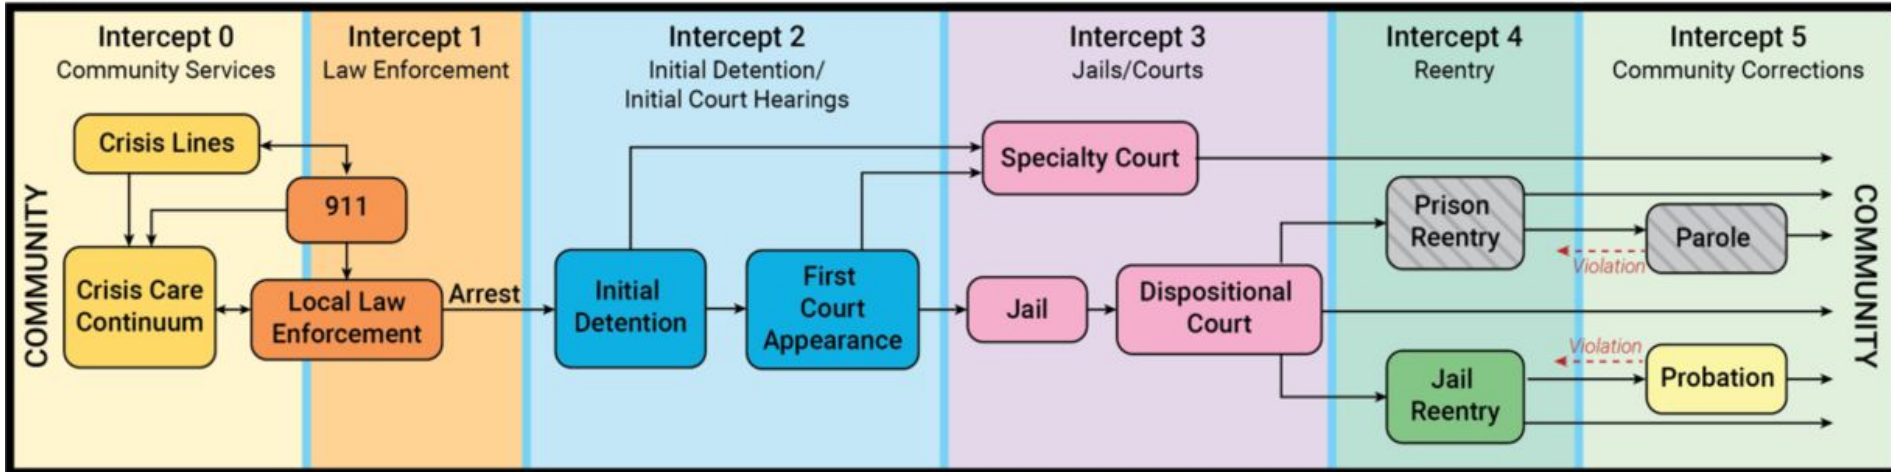 Intercept 0
Community Services
Intercept 1
Law Enforcement
Intercept 2
Initial Detention/
Initial Court Hearings
Intercept 3
Jails/Courts
Intercept 4
Reentry
Intercept 5
Community Corrections
COMMUNITY
Crisis Lines
911
Crisis Care
Continuum
Local Law
Enforcement
Arrest
Initial
Detention
First
Court
Appearance
Specialty Court
Jail
Dispositional
Court
Prison
Reentry
Parole
Violation
Jail
Reentry
Violation
Probation
COMMUNITY